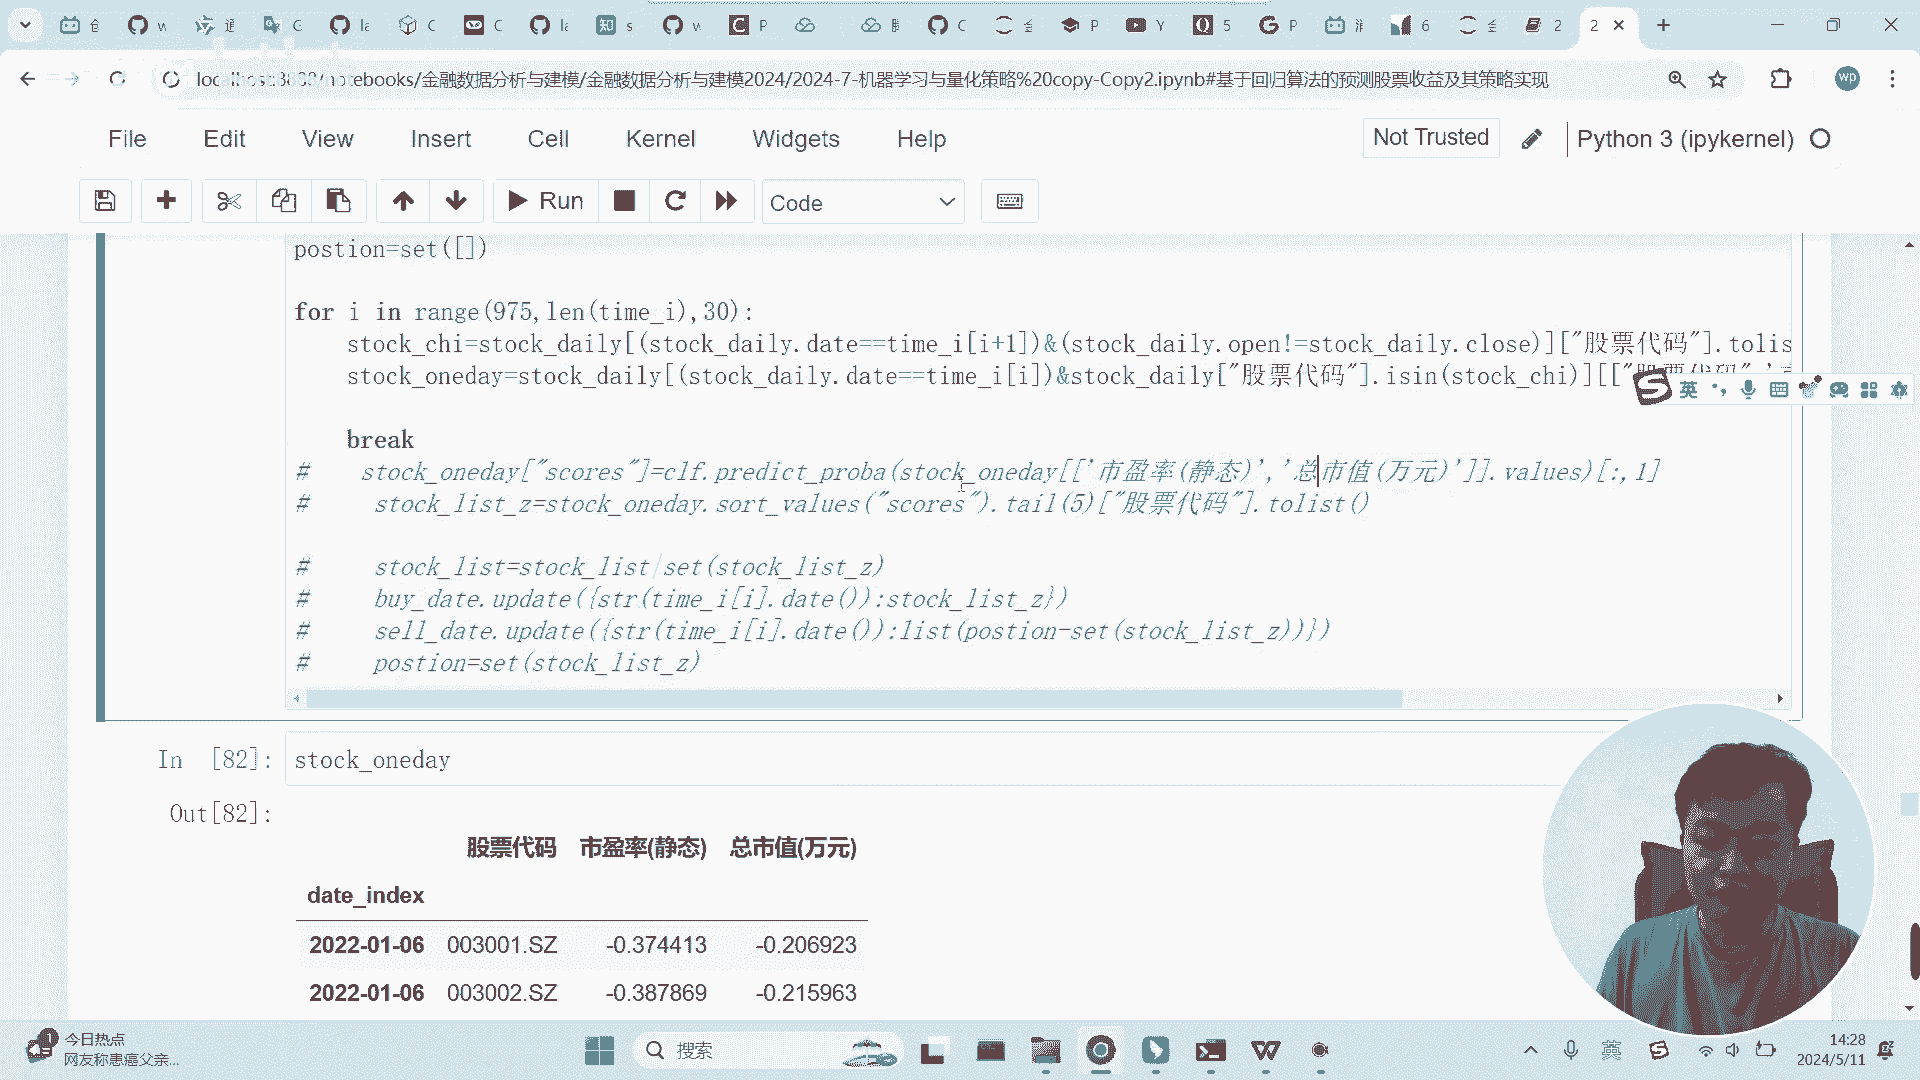 localhost:8888/notebooks/金融数据分析与建模/金融数据分析与建模2024/2024-7-机器学习与量化策略%20copy-Copy2.ipynb#基于回归算法的预测股票收益及其策略实现
wp
File Edit View Insert Cell Kernel Widgets Help
Not Trusted
Python 3 (ipykernel)
Run
Code
postion=set([])
for i in range(975,len(time_i),30):
stock_chi=stock_daily[(stock_daily.date==time_i[i+1])&(stock_daily.open!=stock_daily.close)]["股票代码"].tolis
stock_oneday=stock_daily[(stock_daily.date==time_i[i])&stock_daily["股票代码"].isin(stock_chi)][["股票代码",
英
break
# stock_oneday["scores"]=clf.predict_proba(stock_oneday[['市盈率(静态)','总市值(万元)']].values)[:,1]
# stock_list_z=stock_oneday.sort_values("scores").tail(5)["股票代码"].tolist()
# stock_list=stock_list|set(stock_list_z)
# buy_date.update({str(time_i[i].date()):stock_list_z})
# sell_date.update({str(time_i[i].date()):list(postion-set(stock_list_z))})
# postion=set(stock_list_z)
In [82]: stock_oneday
Out[82]:
股票代码 市盈率(静态) 总市值(万元)
date_index
2022-01-06 003001.SZ -0.374413 -0.206923
2022-01-06 003002.SZ -0.387869 -0.215963
今日热点
网友称患癌父亲...
搜索
英
14:28
2024/5/11